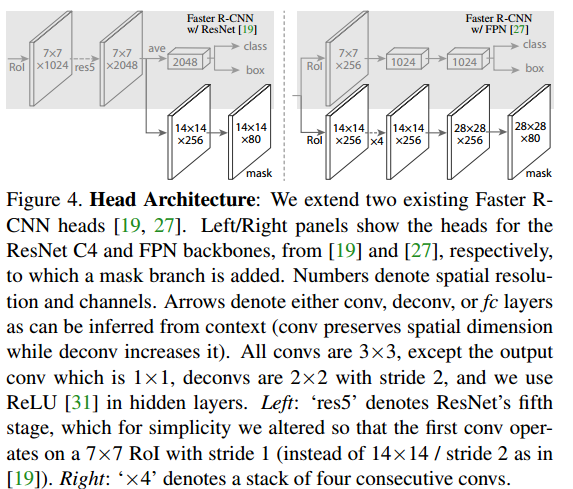 Faster R-CNN
w/ ResNet [19]
RoI
7×7
×1024
res5
7×7
×2048
ave
2048
class
box
14×14
×256
14×14
×80
mask
Faster R-CNN
w/ FPN [27]
RoI
7×7
×256
1024
1024
class
box
RoI
14×14
×256
×4
14×14
×256
28×28
×256
28×28
×80
mask
Figure 4. Head Architecture: We extend two existing Faster R-
CNN heads [19, 27]. Left/Right panels show the heads for the
ResNet C4 and FPN backbones, from [19] and [27], respectively,
to which a mask branch is added. Numbers denote spatial resolu-
tion and channels. Arrows denote either conv, deconv, or fc layers
as can be inferred from context (conv preserves spatial dimension
while deconv increases it). All convs are 3×3, except the output
conv which is 1×1, deconvs are 2×2 with stride 2, and we use
ReLU [31] in hidden layers. Left: ‘res5’ denotes ResNet’s fifth
stage, which for simplicity we altered so that the first conv oper-
ates on a 7×7 RoI with stride 1 (instead of 14×14 / stride 2 as in
[19]). Right: ‘×4’ denotes a stack of four consecutive convs.